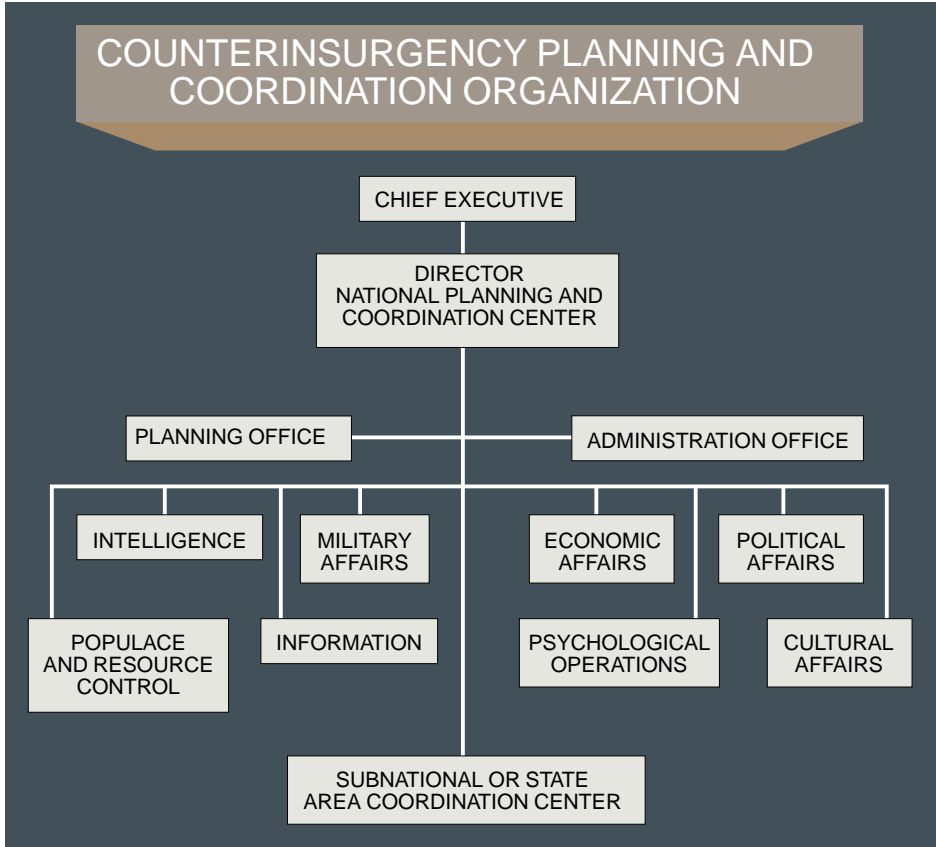 COUNTERINSURGENCY PLANNING AND
COORDINATION ORGANIZATION
CHIEF EXECUTIVE
DIRECTOR
NATIONAL PLANNING AND
COORDINATION CENTER
PLANNING OFFICE
ADMINISTRATION OFFICE
INTELLIGENCE
MILITARY
AFFAIRS
ECONOMIC
AFFAIRS
POLITICAL
AFFAIRS
POPULACE
AND RESOURCE
CONTROL
INFORMATION
PSYCHOLOGICAL
OPERATIONS
CULTURAL
AFFAIRS
SUBNATIONAL OR STATE
AREA COORDINATION CENTER